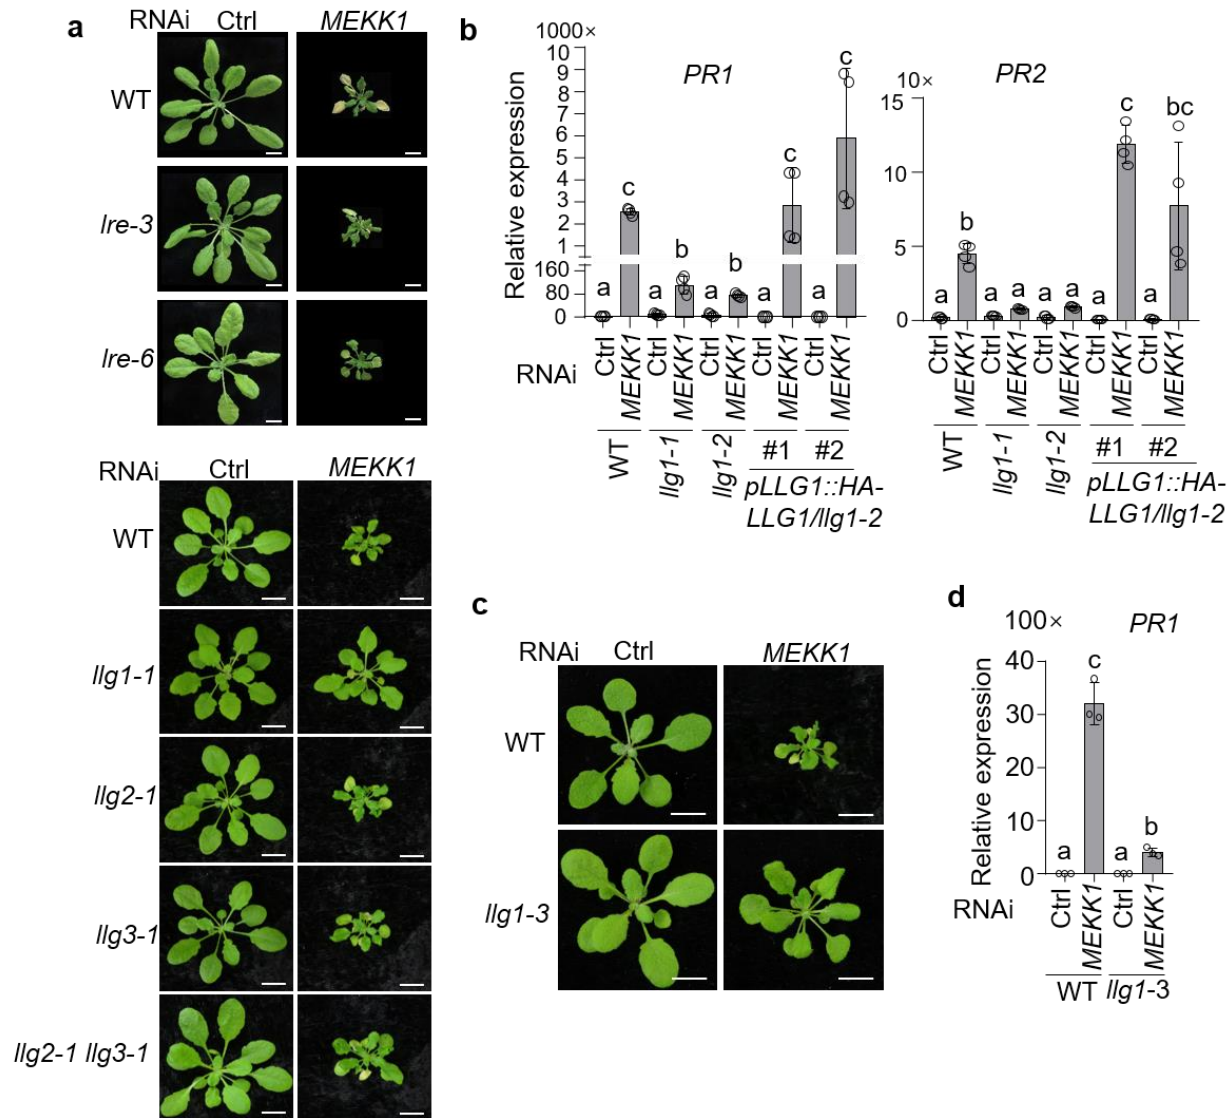 a
RNAi Ctrl MEKK1
WT
lre-3
lre-6
RNAi Ctrl MEKK1
WT
llg1-1
llg2-1
llg3-1
llg2-1 llg3-1
b
1000×
PR1
Relative expression
10
9
8
7
6
5
4
3
2
1
160
80
0
a c a b a b a c a c
RNAi
Ctrl MEKK1 Ctrl MEKK1 Ctrl MEKK1 Ctrl MEKK1 Ctrl MEKK1
WT llg1-1 llg1-2 #1 #2
pLLG1::HA-
LLG1/llg1-2
10×
PR2
15
10
5
0
a b a a a a a c a bc
Ctrl MEKK1 Ctrl MEKK1 Ctrl MEKK1 Ctrl MEKK1 Ctrl MEKK1
WT llg1-1 llg1-2 #1 #2
pLLG1::HA-
LLG1/llg1-2
c
RNAi Ctrl MEKK1
WT
llg1-3
d
100×
PR1
Relative expression
40
30
20
10
0
a c a b
RNAi
Ctrl MEKK1 Ctrl MEKK1
WT llg1-3